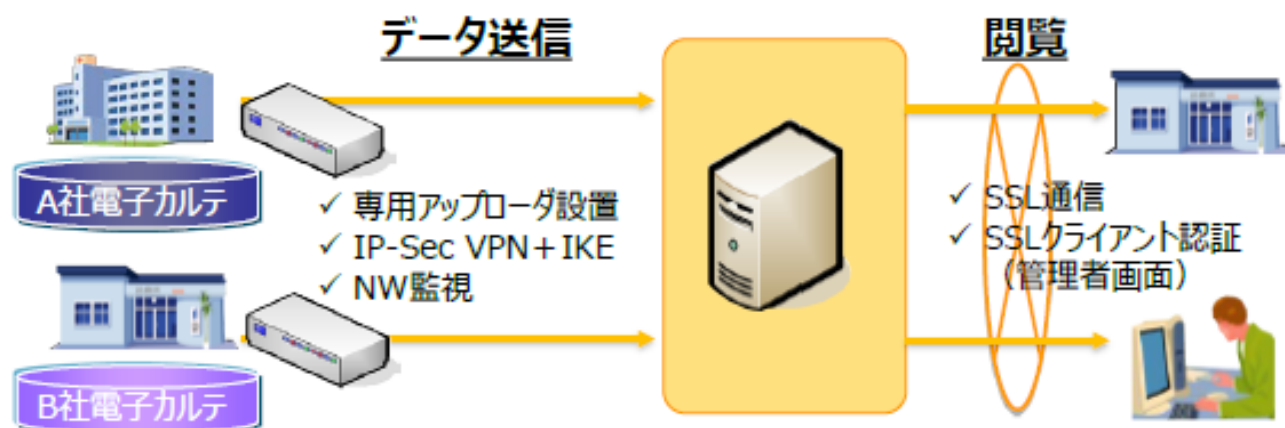 データ送信
閲覧
A社電子カルテ
✓ 専用アップローダ設置
✓ IP-Sec VPN+IKE
✓ NW監視
B社電子カルテ
✓ SSL通信
✓ SSLクライアント認証
（管理者画面）